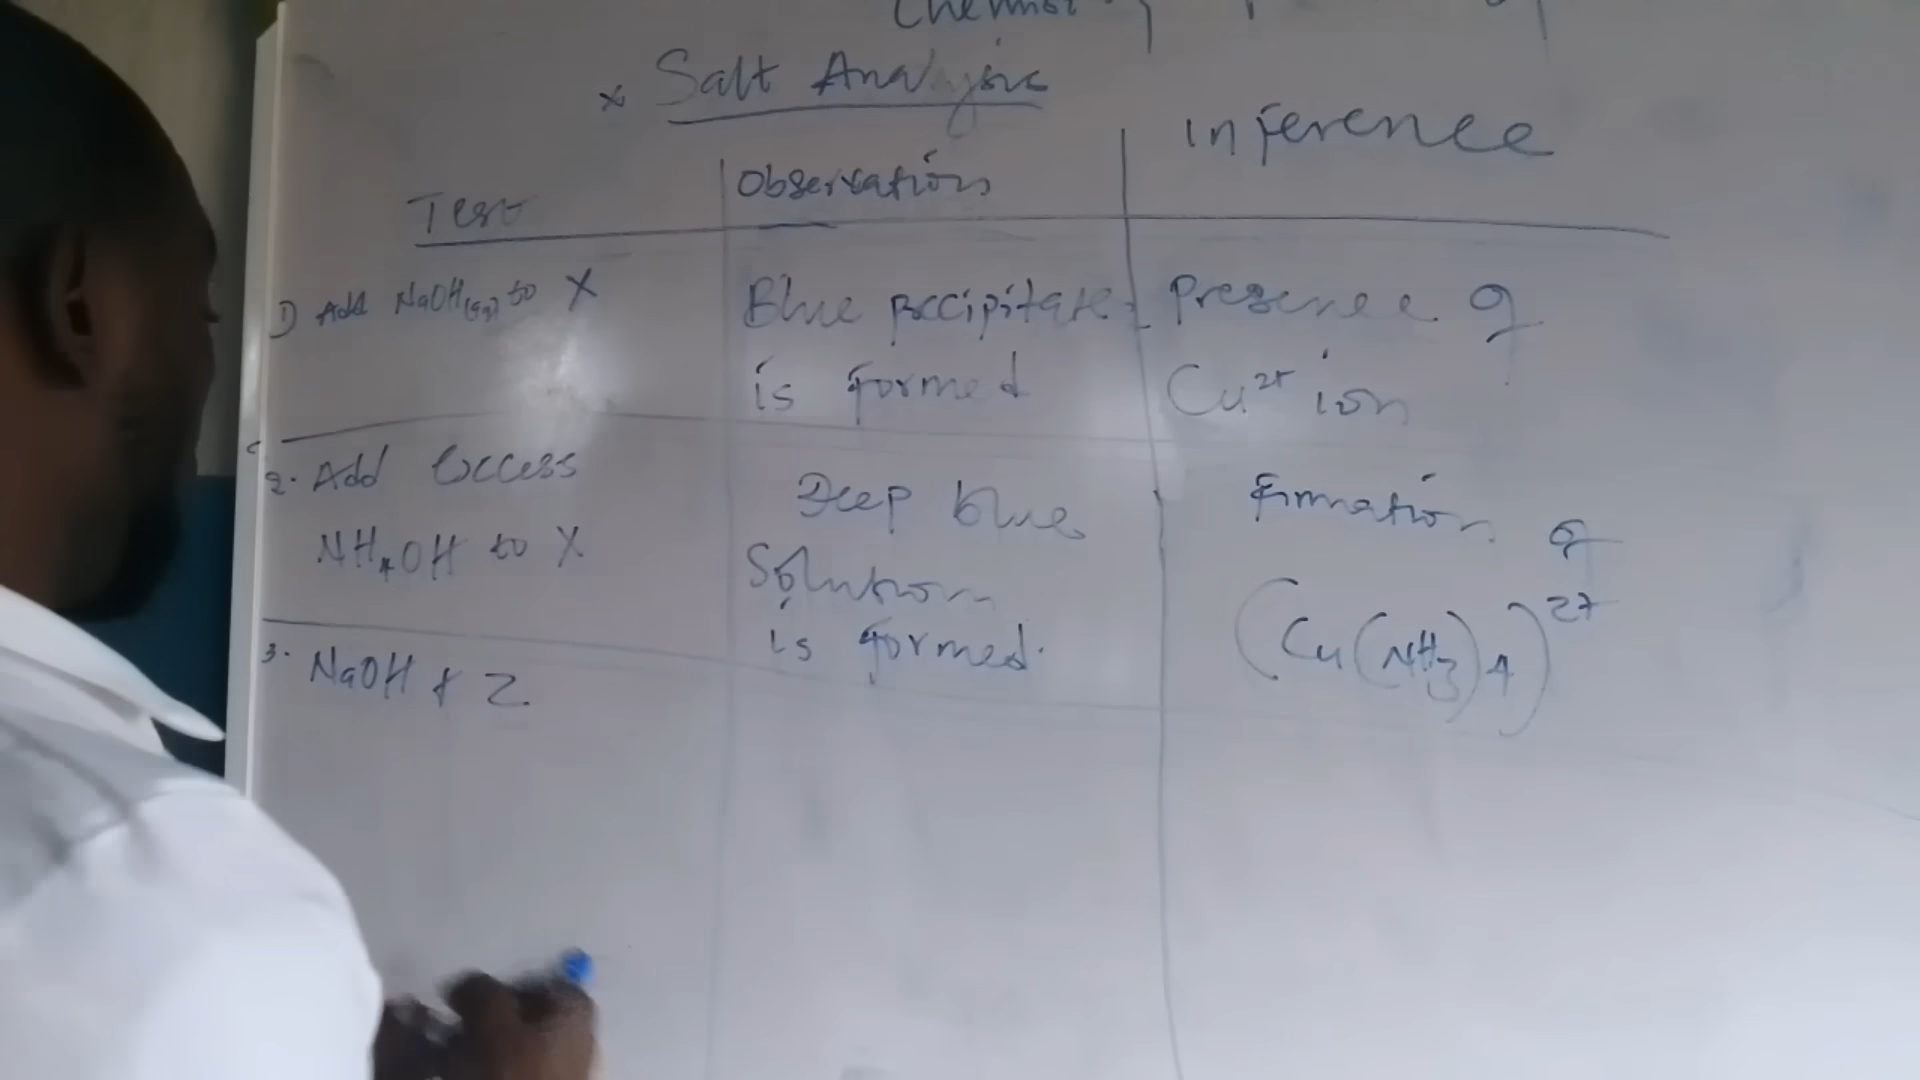 * Salt Analysis
Test
Observations
Inference
1) Add NaOH(aq) to X
Blue precipitate
is formed
Presence of
Cu²⁺ ion
2. Add Excess
NH₄OH to X
Deep blue
Solution
is formed.
Formation of
(Cu(NH₃)₄)²⁺
3. NaOH + Z